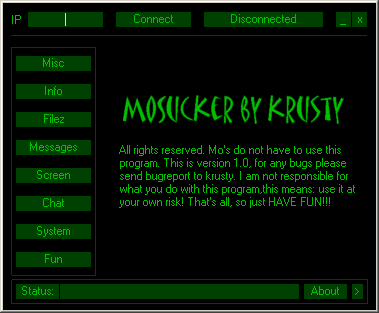 IP Connect Disconnected _ x
Misc
Info
Filez
Messages
Screen
Chat
System
Fun
MOSUCKER BY KRUSTY
All rights reserved. Mo's do not have to use this
program. This is version 1.0, for any bugs please
send bugreport to krusty. I am not responsible for
what you do with this program,this means: use it at
your own risk! That's all, so just HAVE FUN!!!
Status: About >